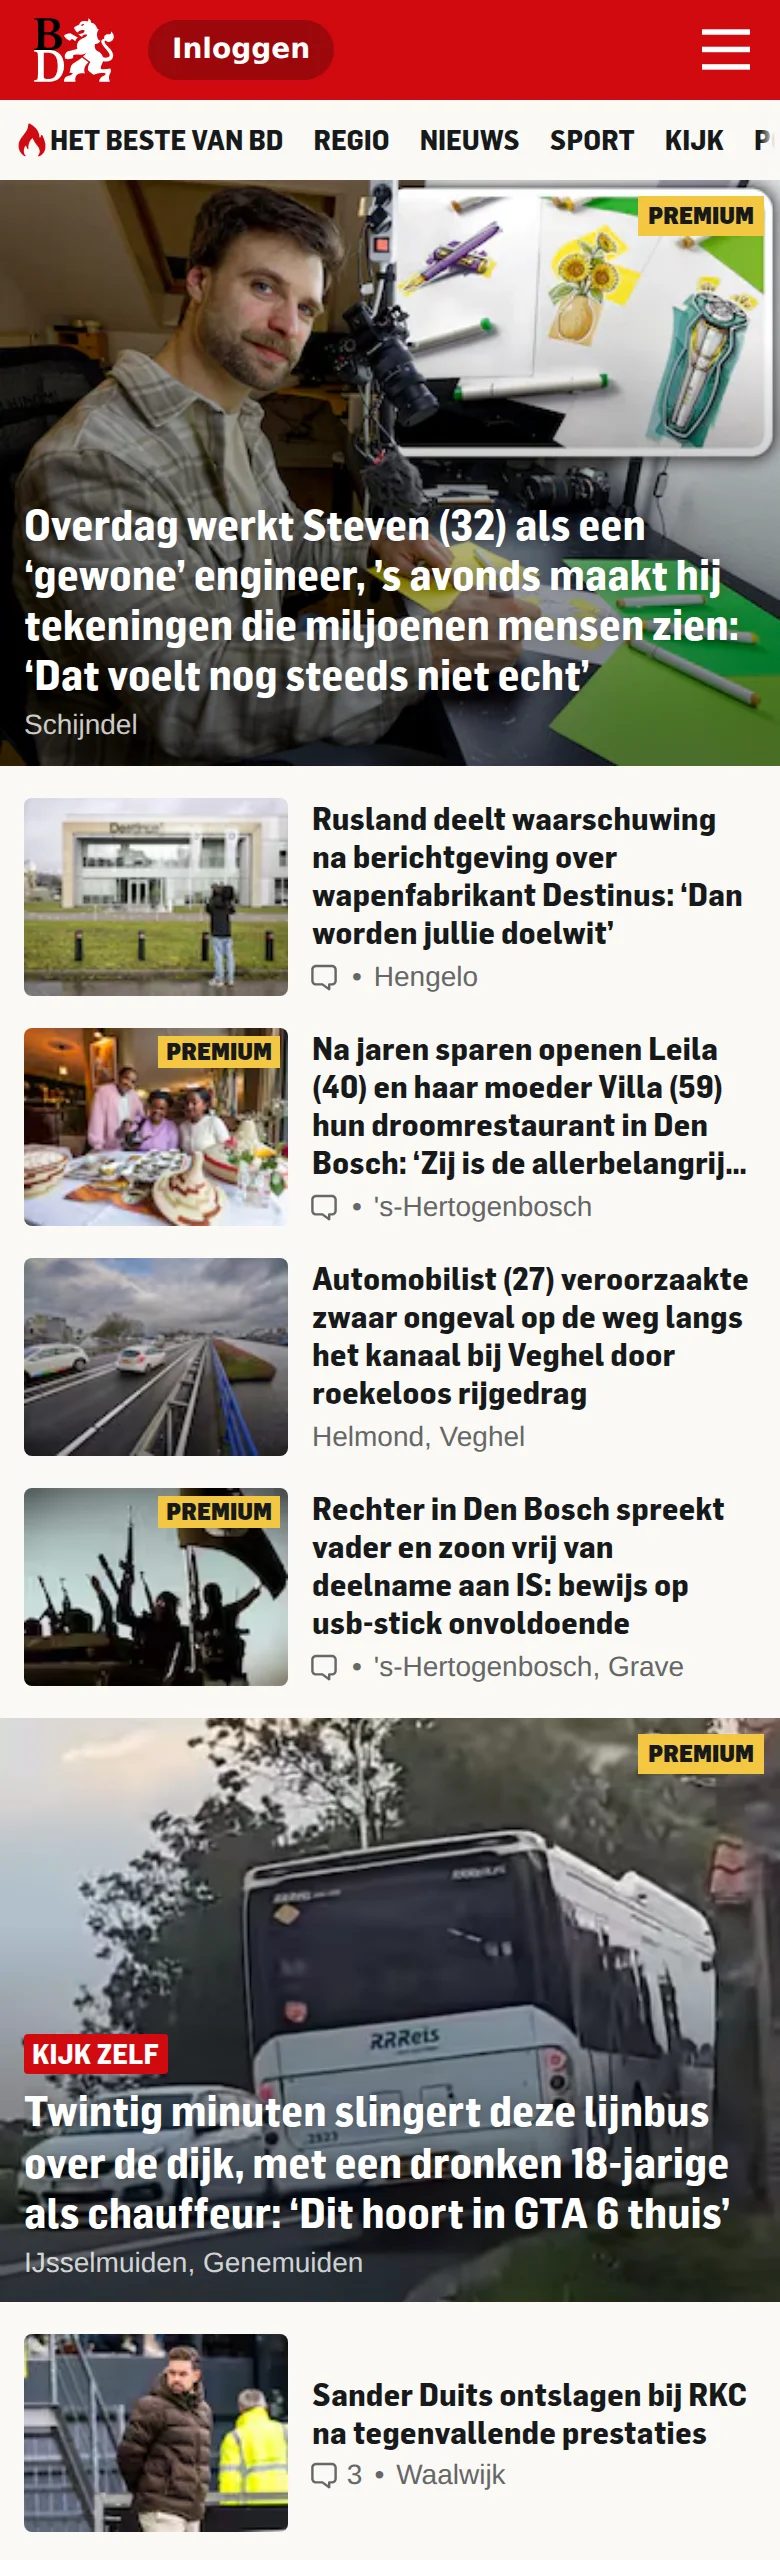 B
D
Inloggen
HET BESTE VAN BD REGIO NIEUWS SPORT KIJK
PREMIUM
Overdag werkt Steven (32) als een
‘gewone’ engineer, ’s avonds maakt hij
tekeningen die miljoenen mensen zien:
‘Dat voelt nog steeds niet echt’
Schijndel
Destinus
Rusland deelt waarschuwing
na berichtgeving over
wapenfabrikant Destinus: ‘Dan
worden jullie doelwit’
• Hengelo
PREMIUM
Na jaren sparen openen Leila
(40) en haar moeder Villa (59)
hun droomrestaurant in Den
Bosch: ‘Zij is de allerbelangrij...
• 's-Hertogenbosch
Automobilist (27) veroorzaakte
zwaar ongeval op de weg langs
het kanaal bij Veghel door
roekeloos rijgedrag
Helmond, Veghel
PREMIUM
Rechter in Den Bosch spreekt
vader en zoon vrij van
deelname aan IS: bewijs op
usb-stick onvoldoende
• 's-Hertogenbosch, Grave
PREMIUM
RRReis
KIJK ZELF
Twintig minuten slingert deze lijnbus
over de dijk, met een dronken 18-jarige
als chauffeur: ‘Dit hoort in GTA 6 thuis’
IJsselmuiden, Genemuiden
Sander Duits ontslagen bij RKC
na tegenvallende prestaties
3 • Waalwijk